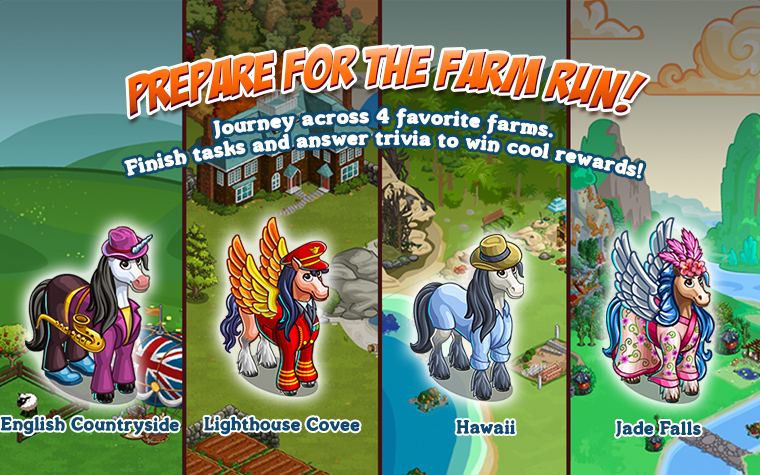 PREPARE FOR THE FARM RUN!
Journey across 4 favorite farms.
Finish tasks and answer trivia to win cool rewards!
English Countryside
Lighthouse Covee
Hawaii
Jade Falls